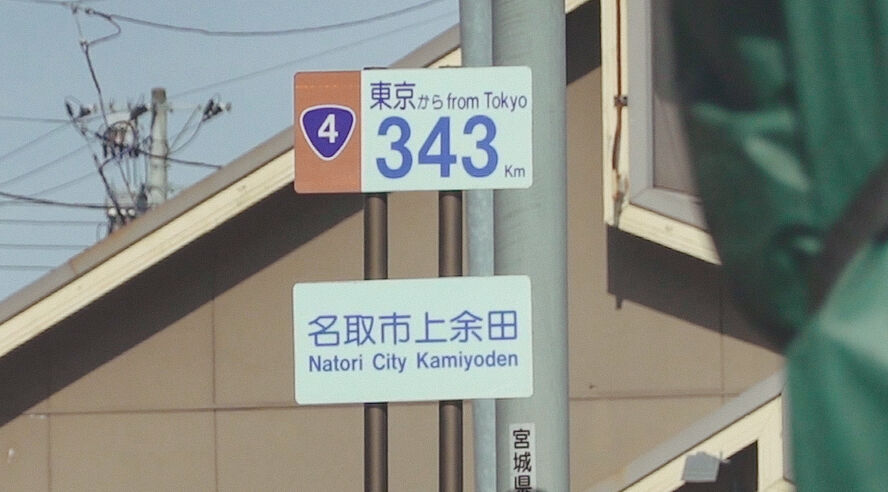 4
東京から from Tokyo
343 Km
名取市上余田
Natori City Kamiyoden
宮城県